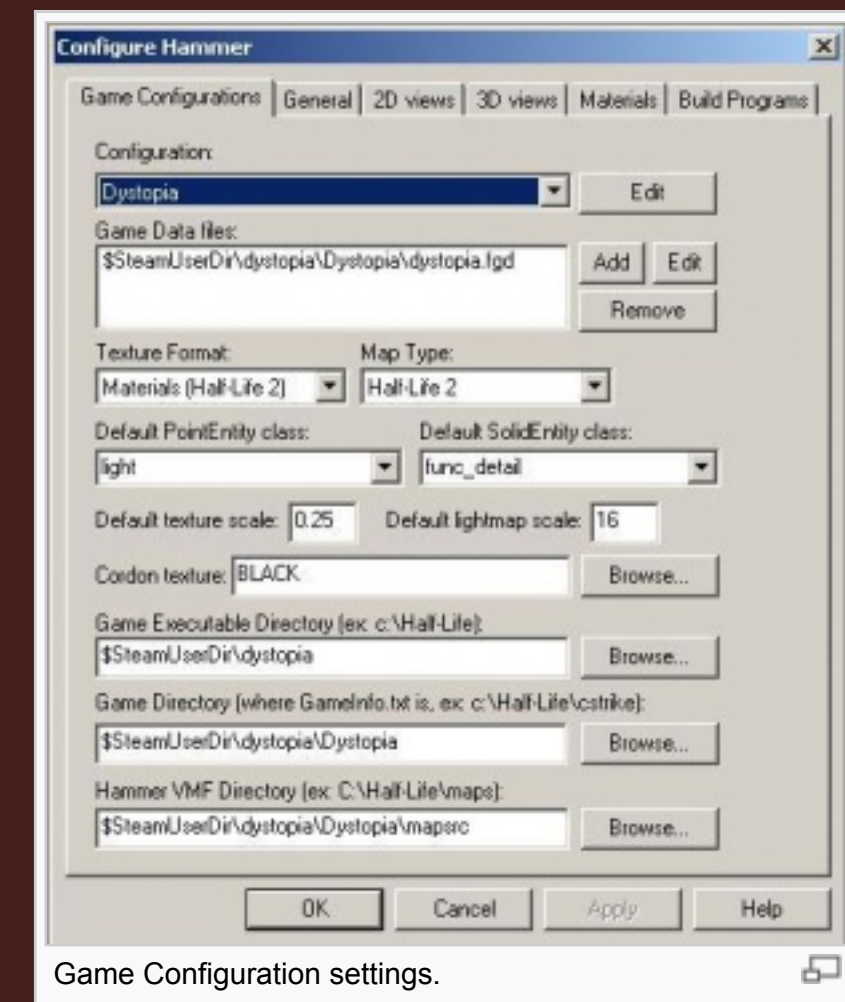 Configure Hammer
Game Configurations General 2D views 3D views Materials Build Programs
Configuration:
Dystopia Edit
Game Data files:
$SteamUserDir\dystopia\Dystopia\dystopia.fgd Add Edit
Remove
Texture Format: Map Type:
Materials (Half-Life 2) Half-Life 2
Default PointEntity class: Default SolidEntity class:
light func_detail
Default texture scale: 0.25 Default lightmap scale: 16
Cordon texture: BLACK Browse...
Game Executable Directory (ex: c:\Half-Life):
$SteamUserDir\dystopia Browse...
Game Directory (where GameInfo.txt is, ex: c:\Half-Life\cstrike):
$SteamUserDir\dystopia\Dystopia Browse...
Hammer VMF Directory (ex: C:\Half-Life\maps):
$SteamUserDir\dystopia\Dystopia\mapsrc Browse...
OK Cancel Apply Help
Game Configuration settings.